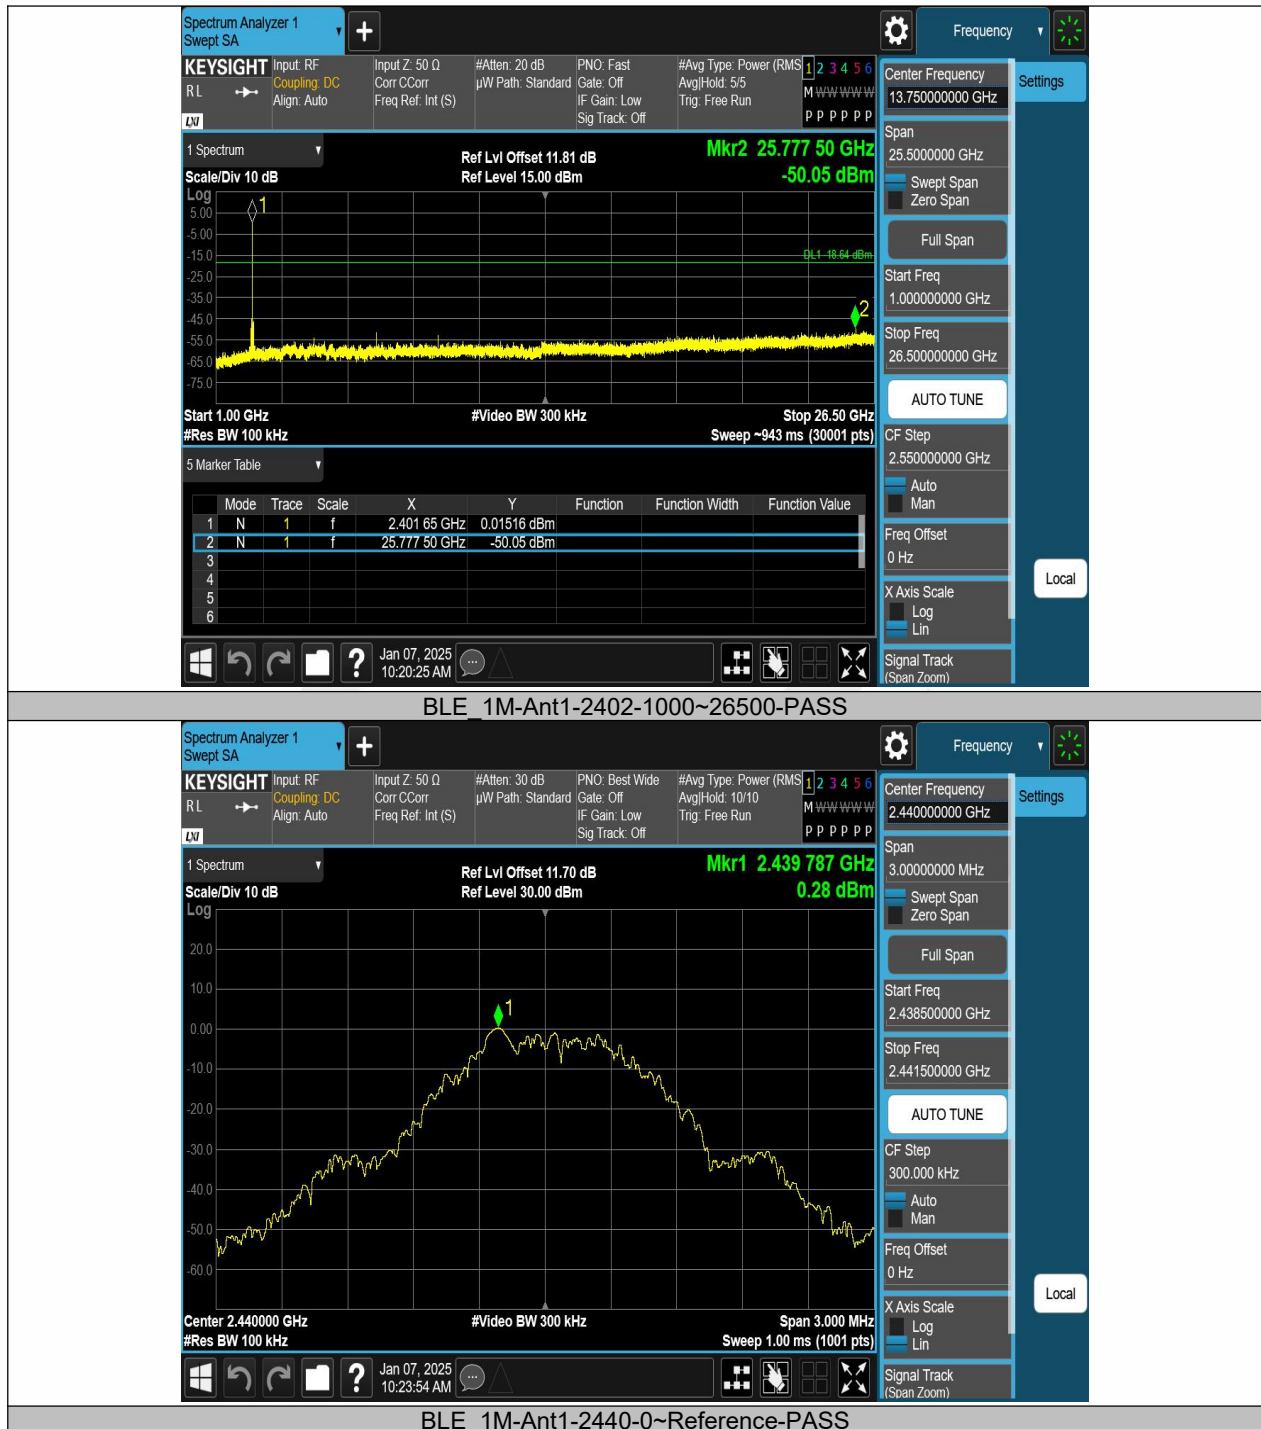 Spectrum Analyzer 1
Swept SA
+
Frequency
KEYSIGHT
RL
LXI
Input: RF
Coupling: DC
Align: Auto
Input Z: 50 Ω
Corr CCorr
Freq Ref: Int (S)
#Atten: 20 dB
µW Path: Standard
PNO: Fast
Gate: Off
IF Gain: Low
Sig Track: Off
#Avg Type: Power (RMS
Avg|Hold: 5/5
Trig: Free Run
1 2 3 4 5 6
M W W W W W
P P P P P P
1 Spectrum
Scale/Div 10 dB
Ref Lvl Offset 11.81 dB
Ref Level 15.00 dBm
Mkr2 25.777 50 GHz
-50.05 dBm
Log
5.00
-5.00
-15.0
-25.0
-35.0
-45.0
-55.0
-65.0
-75.0
1
DL1 -18.64 dBm
2
Start 1.00 GHz
#Video BW 300 kHz
Stop 26.50 GHz
#Res BW 100 kHz
Sweep ~943 ms (30001 pts)
5 Marker Table
Mode Trace Scale X Y Function Function Width Function Value
1 N 1 f 2.401 65 GHz 0.01516 dBm
2 N 1 f 25.777 50 GHz -50.05 dBm
3
4
5
6
?
Jan 07, 2025
10:20:25 AM
Center Frequency
13.750000000 GHz
Span
25.5000000 GHz
Swept Span
Zero Span
Full Span
Start Freq
1.000000000 GHz
Stop Freq
26.500000000 GHz
AUTO TUNE
CF Step
2.550000000 GHz
Auto
Man
Freq Offset
0 Hz
X Axis Scale
Log
Lin
Signal Track
(Span Zoom)
Settings
Local
BLE_1M-Ant1-2402-1000~26500-PASS
Spectrum Analyzer 1
Swept SA
+
Frequency
KEYSIGHT
RL
LXI
Input: RF
Coupling: DC
Align: Auto
Input Z: 50 Ω
Corr CCorr
Freq Ref: Int (S)
#Atten: 30 dB
µW Path: Standard
PNO: Best Wide
Gate: Off
IF Gain: Low
Sig Track: Off
#Avg Type: Power (RMS
Avg|Hold: 10/10
Trig: Free Run
1 2 3 4 5 6
M W W W W W
P P P P P P
1 Spectrum
Scale/Div 10 dB
Ref Lvl Offset 11.70 dB
Ref Level 30.00 dBm
Mkr1 2.439 787 GHz
0.28 dBm
Log
20.0
10.0
0.00
-10.0
-20.0
-30.0
-40.0
-50.0
-60.0
1
Center 2.440000 GHz
#Video BW 300 kHz
Span 3.000 MHz
#Res BW 100 kHz
Sweep 1.00 ms (1001 pts)
?
Jan 07, 2025
10:23:54 AM
Center Frequency
2.440000000 GHz
Span
3.00000000 MHz
Swept Span
Zero Span
Full Span
Start Freq
2.438500000 GHz
Stop Freq
2.441500000 GHz
AUTO TUNE
CF Step
300.000 kHz
Auto
Man
Freq Offset
0 Hz
X Axis Scale
Log
Lin
Signal Track
(Span Zoom)
Settings
Local
BLE_1M-Ant1-2440-0~Reference-PASS